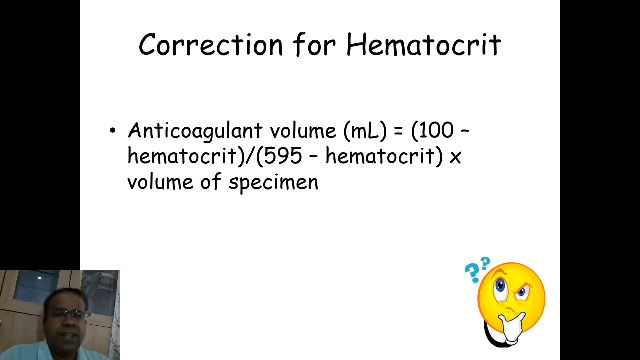 Correction for Hematocrit
• Anticoagulant volume (mL) = (100 –
hematocrit)/(595 – hematocrit) x
volume of specimen
??